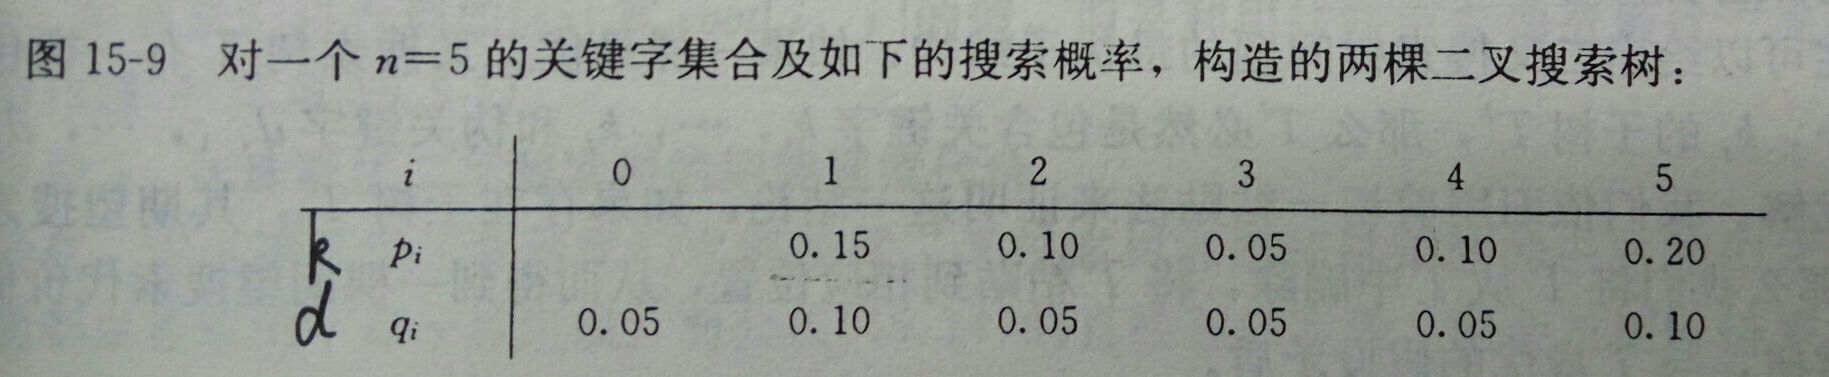 图 15-9 对一个 n=5 的关键字集合及如下的搜索概率，构造的两棵二叉搜索树：
i 0 1 2 3 4 5
k pᵢ 0.15 0.10 0.05 0.10 0.20
d qᵢ 0.05 0.10 0.05 0.05 0.05 0.10